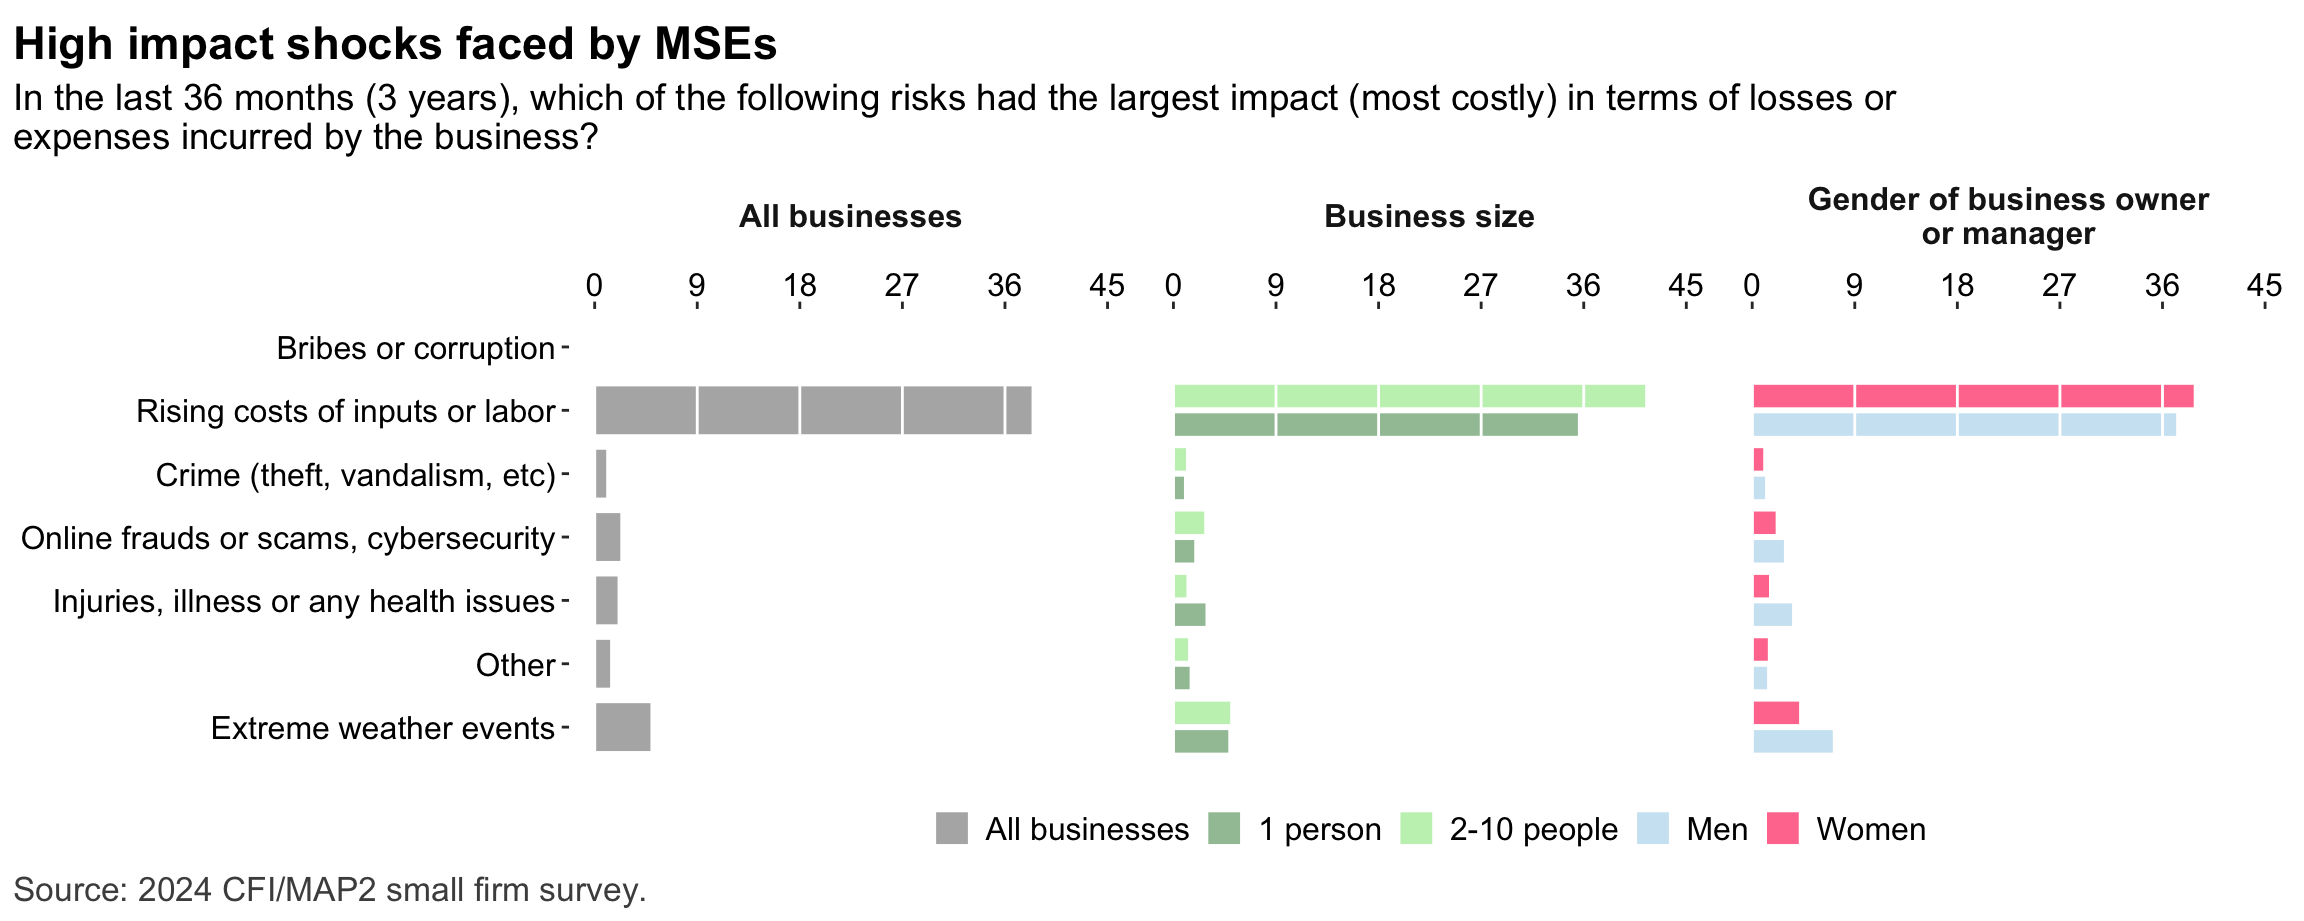 High impact shocks faced by MSEs
In the last 36 months (3 years), which of the following risks had the largest impact (most costly) in terms of losses or
expenses incurred by the business?
All businesses
Business size
Gender of business owner
or manager
0 9 18 27 36 45 0 9 18 27 36 45 0 9 18 27 36 45
Bribes or corruption
Rising costs of inputs or labor
Crime (theft, vandalism, etc)
Online frauds or scams, cybersecurity
Injuries, illness or any health issues
Other
Extreme weather events
All businesses 1 person 2-10 people Men Women
Source: 2024 CFI/MAP2 small firm survey.